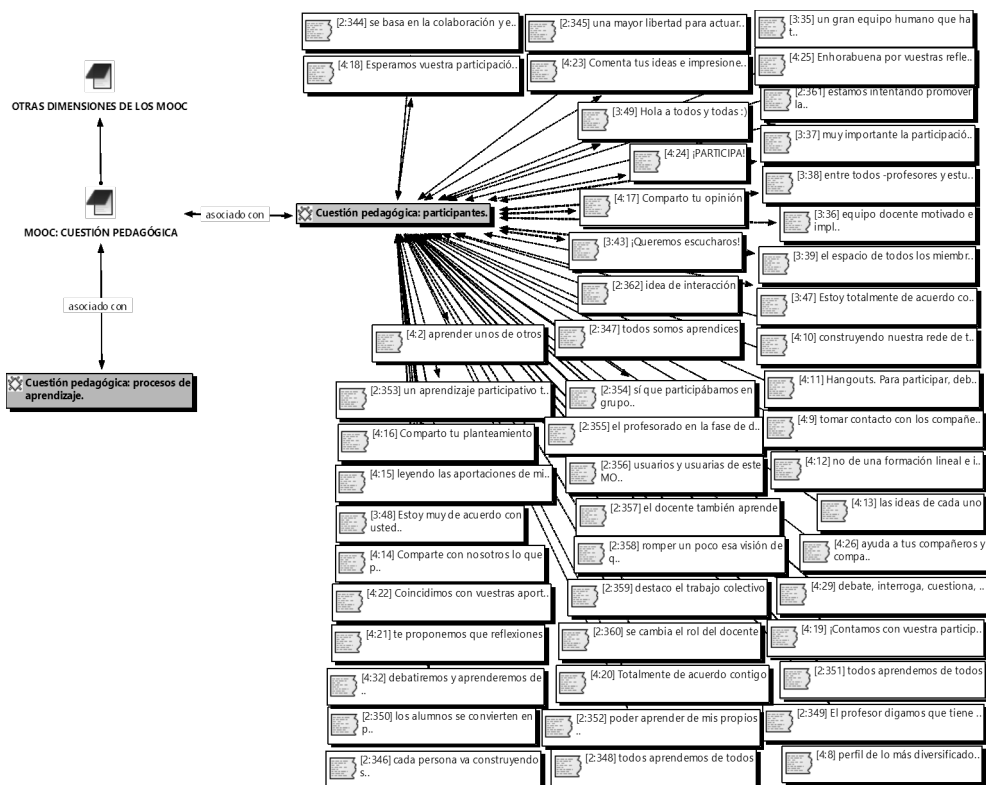 OTRAS DIMENSIONES DE LOS MOOC
MOOC: CUESTIÓN PEDAGÓGICA
asociado con
asociado con
Cuestión pedagógica: procesos de
aprendizaje.
Cuestión pedagógica: participantes.
[2:344] se basa en la colaboración y e..
[2:345] una mayor libertad para actuar..
[3:35] un gran equipo humano que ha
t..
[4:18] Esperamos vuestra participació..
[4:23] Comenta tus ideas e impresione..
[4:25] Enhorabuena por vuestras refle..
[2:361] estamos intentando promover
la..
[3:49] Hola a todos y todas :)
[3:37] muy importante la participació..
[4:24] ¡PARTICIPA!
[3:38] entre todos -profesores y estu..
[4:17] Comparto tu opinión
[3:36] equipo docente motivado e
impl..
[3:43] ¡Queremos escucharos!
[3:39] el espacio de todos los miembr..
[2:362] idea de interacción
[3:47] Estoy totalmente de acuerdo co..
[4:2] aprender unos de otros
[2:347] todos somos aprendices
[4:10] construyendo nuestra rede de t..
[2:353] un aprendizaje participativo t..
[2:354] sí que participábamos en
grupo..
[4:11] Hangouts. Para participar, deb..
[4:16] Comparto tu planteamiento
[2:355] el profesorado en la fase de d..
[4:9] tomar contacto con los compañe..
[4:15] leyendo las aportaciones de mi..
[2:356] usuarios y usuarias de este
MO..
[4:12] no de una formación lineal e i..
[3:48] Estoy muy de acuerdo con
usted..
[2:357] el docente también aprende
[4:13] las ideas de cada uno
[4:14] Comparte con nosotros lo que
p..
[2:358] romper un poco esa visión de
q..
[4:26] ayuda a tus compañeros y
compa..
[4:22] Coincidimos con vuestras aport..
[2:359] destaco el trabajo colectivo
[4:29] debate, interroga, cuestiona, ..
[4:21] te proponemos que reflexiones
[2:360] se cambia el rol del docente
[4:19] ¡Contamos con vuestra particip..
[4:32] debatiremos y aprenderemos de
..
[4:20] Totalmente de acuerdo contigo
[2:351] todos aprendemos de todos
[2:350] los alumnos se convierten en
p..
[2:352] poder aprender de mis propios
..
[2:349] El profesor digamos que tiene ..
[2:346] cada persona va construyendo
s..
[2:348] todos aprendemos de todos
[4:8] perfil de lo más diversificado..